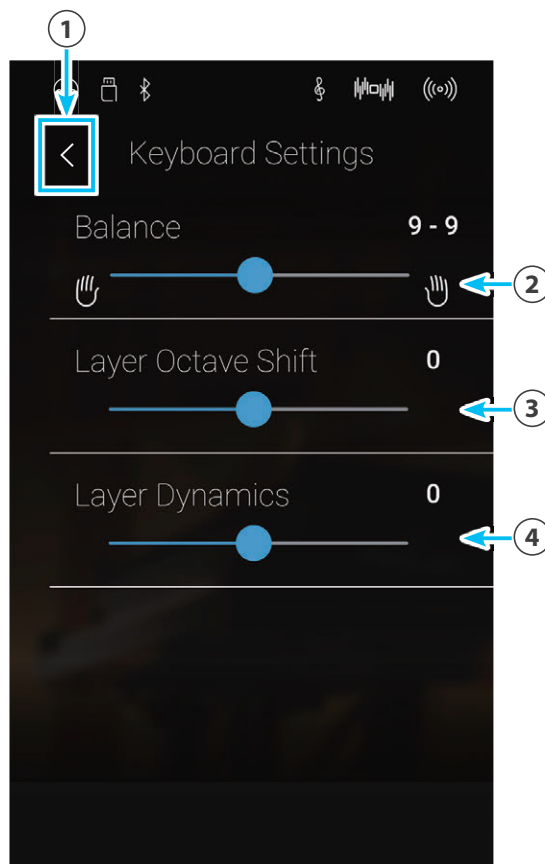 1
Keyboard Settings
Balance 9 - 9
2
Layer Octave Shift 0
3
Layer Dynamics 0
4